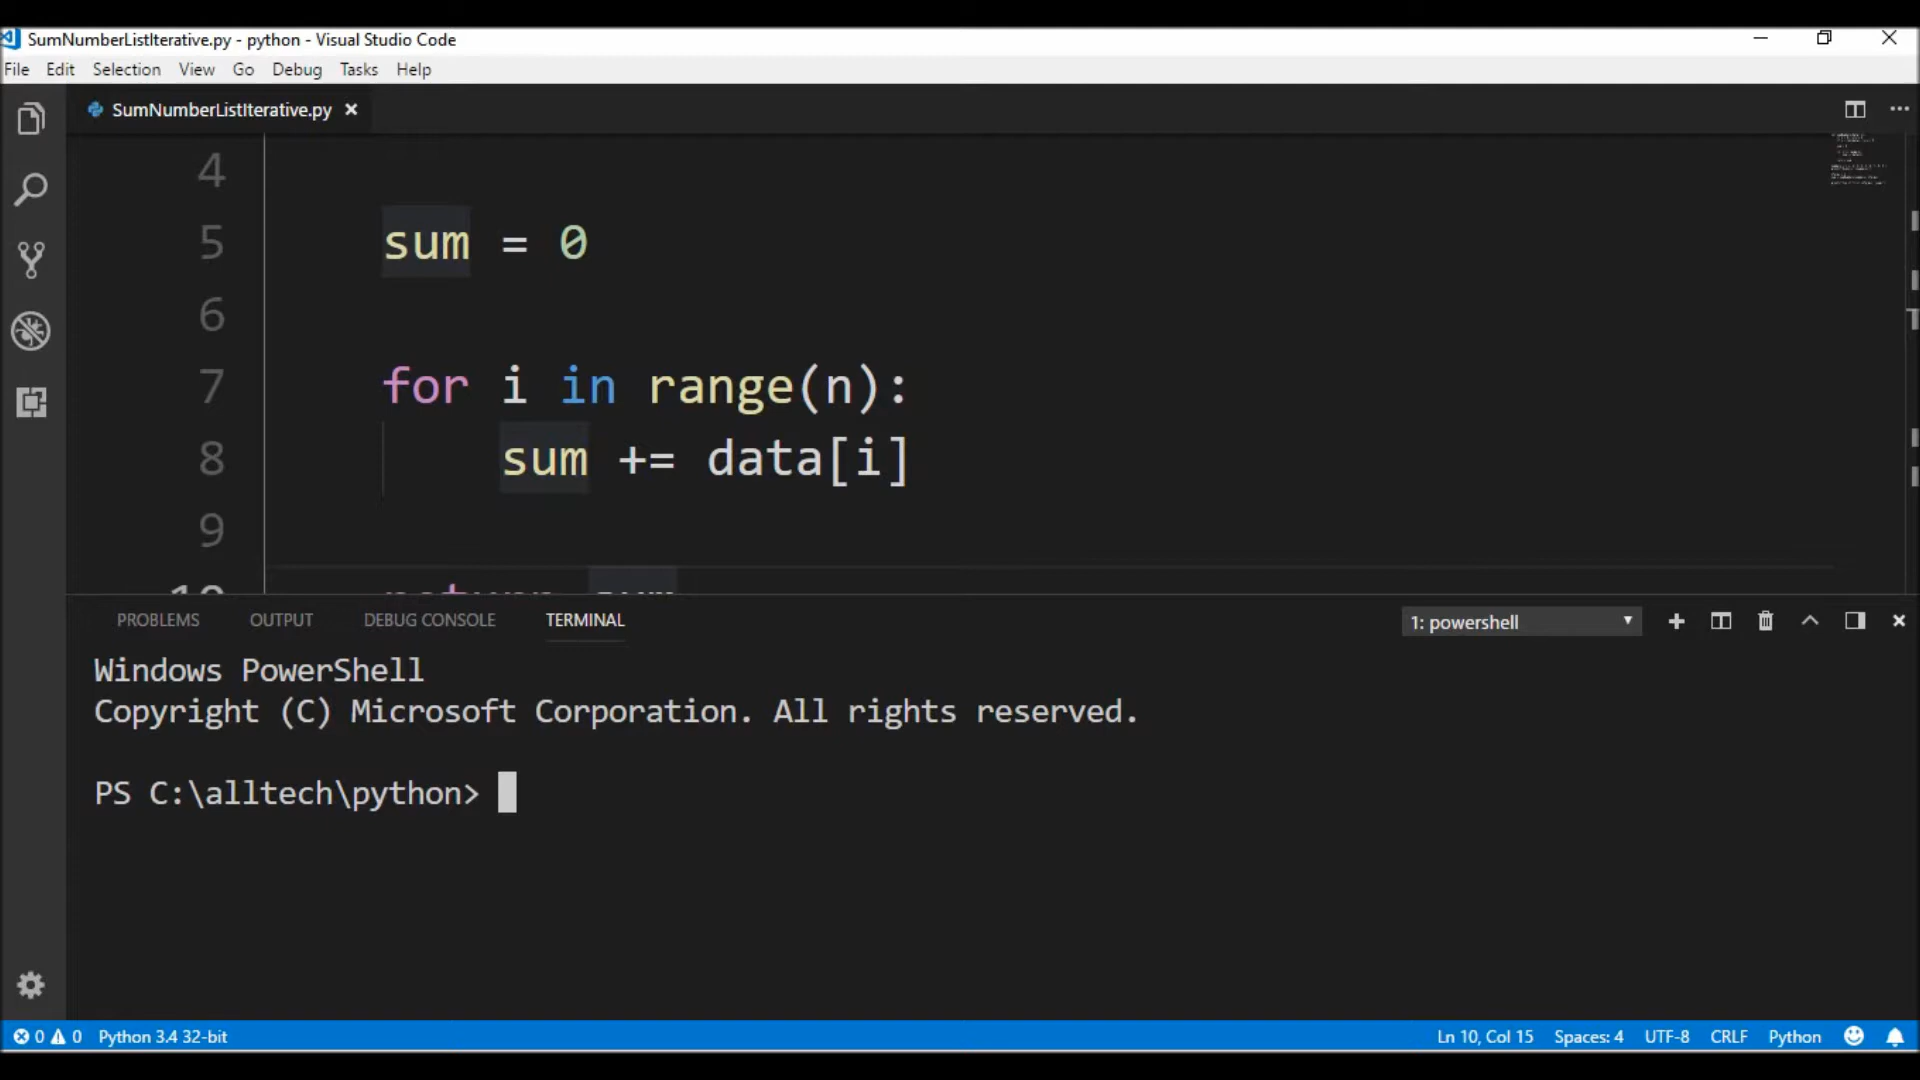 SumNumberListIterative.py - python - Visual Studio Code
File Edit Selection View Go Debug Tasks Help
SumNumberListIterative.py
4
5 sum = 0
6
7 for i in range(n):
8 sum += data[i]
9
10 return sum
PROBLEMS OUTPUT DEBUG CONSOLE TERMINAL 1: powershell
Windows PowerShell
Copyright (C) Microsoft Corporation. All rights reserved.
PS C:\alltech\python>
0 0 Python 3.4 32-bit Ln 10, Col 15 Spaces: 4 UTF-8 CRLF Python